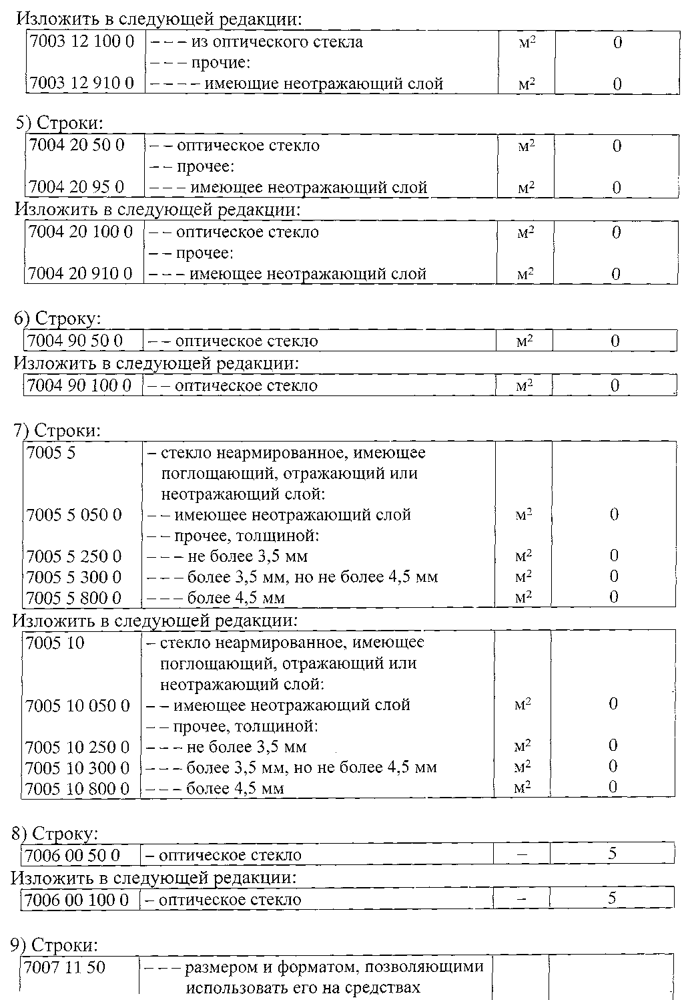 Изложить в следующей редакции:
7003 12 100 0 – – – из оптического стекла м² 0
– – – прочие:
7003 12 910 0 – – – – имеющие неотражающий слой м² 0
5) Строки:
7004 20 50 0 – – оптическое стекло м² 0
– – прочее:
7004 20 95 0 – – – имеющее неотражающий слой м² 0
Изложить в следующей редакции:
7004 20 100 0 – – оптическое стекло м² 0
– – прочее:
7004 20 910 0 – – – имеющее неотражающий слой м² 0
6) Строку:
7004 90 50 0 – – оптическое стекло м² 0
Изложить в следующей редакции:
7004 90 100 0 – – оптическое стекло м² 0
7) Строки:
7005 5 – стекло неармированное, имеющее
поглощающий, отражающий или
неотражающий слой:
7005 5 050 0 – – имеющее неотражающий слой м² 0
– – прочее, толщиной:
7005 5 250 0 – – – не более 3,5 мм м² 0
7005 5 300 0 – – – более 3,5 мм, но не более 4,5 мм м² 0
7005 5 800 0 – – – более 4,5 мм м² 0
Изложить в следующей редакции:
7005 10 – стекло неармированное, имеющее
поглощающий, отражающий или
неотражающий слой:
7005 10 050 0 – – имеющее неотражающий слой м² 0
– – прочее, толщиной:
7005 10 250 0 – – – не более 3,5 мм м² 0
7005 10 300 0 – – – более 3,5 мм, но не более 4,5 мм м² 0
7005 10 800 0 – – – более 4,5 мм м² 0
8) Строку:
7006 00 50 0 – оптическое стекло – 5
Изложить в следующей редакции:
7006 00 100 0 – оптическое стекло – 5
9) Строки:
7007 11 50 – – – размером и форматом, позволяющими
использовать его на средствах